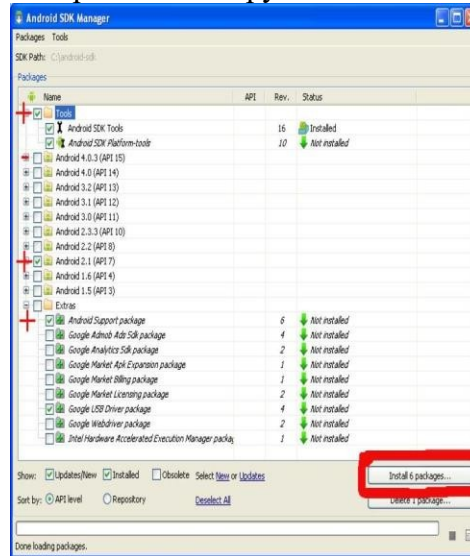 Android SDK Manager
Packages Tools
SDK Path: C:\android-sdk
Packages
Name API Rev. Status
Tools
Android SDK Tools 16 Installed
Android SDK Platform-tools 10 Not installed
Android 4.0.3 (API 15)
Android 4.0 (API 14)
Android 3.2 (API 13)
Android 3.1 (API 12)
Android 3.0 (API 11)
Android 2.3.3 (API 10)
Android 2.2 (API 8)
Android 2.1 (API 7)
Android 1.6 (API 4)
Android 1.5 (API 3)
Extras
Android Support package 6 Not installed
Google Admob Ads Sdk package 4 Not installed
Google Analytics Sdk package 2 Not installed
Google Market Apk Expansion package 1 Not installed
Google Market Billing package 1 Not installed
Google Market Licensing package 2 Not installed
Google USB Driver package 4 Not installed
Google Webdriver package 2 Not installed
Intel Hardware Accelerated Execution Manager packag 1 Not installed
Show: Updates/New Installed Obsolete Select New or Updates Install 6 packages...
Sort by: API level Repository Deselect All Delete 1 package...
Done loading packages.